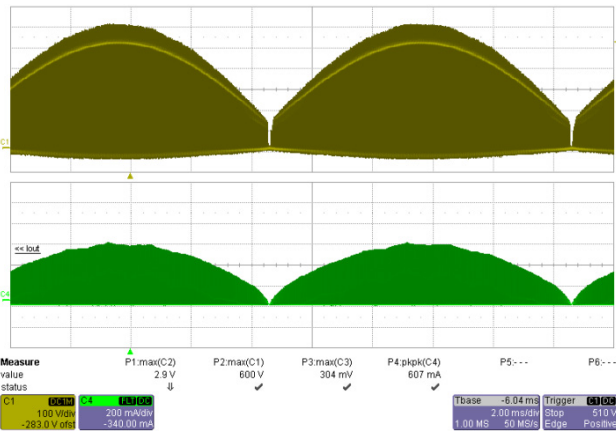 C1
<< Iout
C4
Measure P1:max(C2) P2:max(C1) P3:max(C3) P4:pkpk(C4) P5:- - - P6:- - -
value 2.9 V 600 V 304 mV 607 mA
status
C1 DC1M C4 FLT DC Tbase -6.04 ms Trigger C1 DC
100 V/div 200 mA/div 2.00 ms/div Stop 510 V
-283.0 V ofst -340.00 mA 1.00 MS 50 MS/s Edge Positive